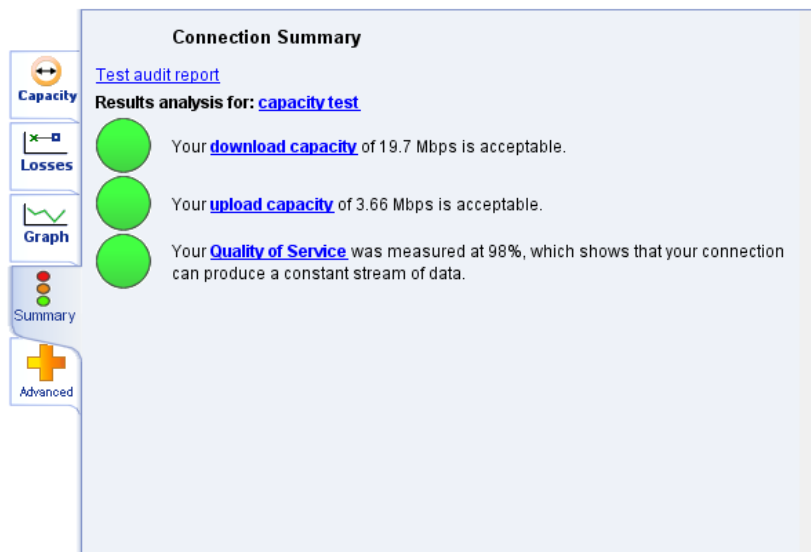 Connection Summary
Test audit report
Results analysis for: capacity test
Your download capacity of 19.7 Mbps is acceptable.
Your upload capacity of 3.66 Mbps is acceptable.
Your Quality of Service was measured at 98%, which shows that your connection
can produce a constant stream of data.
Capacity
Losses
Graph
Summary
Advanced